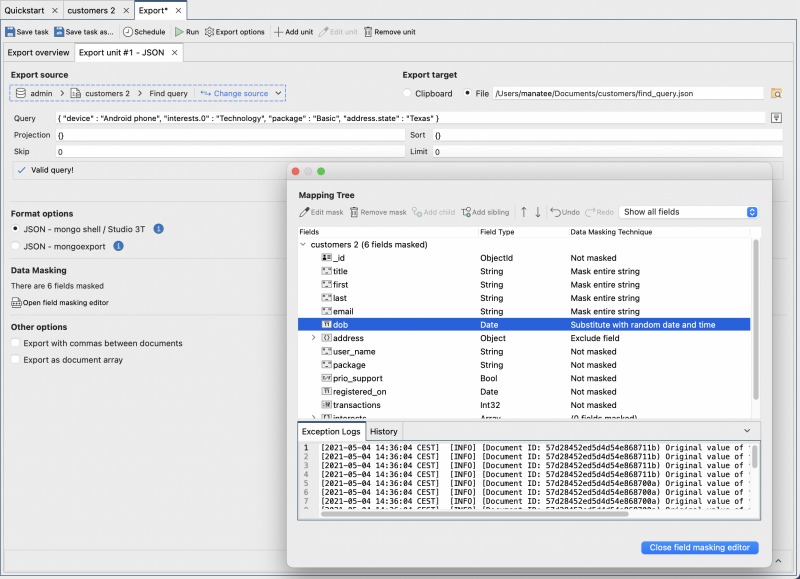 Quickstart customers 2 Export*
Save task Save task as... Schedule Run Export options Add unit Edit unit Remove unit
Export overview Export unit #1 - JSON
Export source Export target
admin customers 2 Find query Change source Clipboard File /Users/manatee/Documents/customers/find_query.json
Query { "device" : "Android phone", "interests.0" : "Technology", "package" : "Basic", "address.state" : "Texas" }
Projection {} Sort {}
Skip 0 Limit 0
Valid query!
Format options
JSON - mongo shell / Studio 3T
JSON - mongoexport
Data Masking
There are 6 fields masked
Open field masking editor
Other options
Export with commas between documents
Export as document array
Mapping Tree
Edit mask Remove mask Add child Add sibling Undo Redo Show all fields
Fields Field Type Data Masking Technique
customers 2 (6 fields masked)
_id ObjectId Not masked
title String Mask entire string
first String Mask entire string
last String Mask entire string
email String Mask entire string
dob Date Substitute with random date and time
address Object Exclude field
user_name String Not masked
package String Not masked
prio_support Bool Not masked
registered_on Date Not masked
transactions Int32 Not masked
interests Array (0 fields masked)
Exception Logs History
1 [2021-05-04 14:36:04 CEST] [INFO] [Document ID: 57d28452ed5d4d54e868711b) Original value of
2 [2021-05-04 14:36:04 CEST] [INFO] [Document ID: 57d28452ed5d4d54e868711b) Original value of
3 [2021-05-04 14:36:04 CEST] [INFO] [Document ID: 57d28452ed5d4d54e868711b) Original value of
4 [2021-05-04 14:36:04 CEST] [INFO] [Document ID: 57d28452ed5d4d54e868711b) Original value of
5 [2021-05-04 14:36:04 CEST] [INFO] [Document ID: 57d28452ed5d4d54e868700a) Original value of
6 [2021-05-04 14:36:04 CEST] [INFO] [Document ID: 57d28452ed5d4d54e868700a) Original value of
7 [2021-05-04 14:36:04 CEST] [INFO] [Document ID: 57d28452ed5d4d54e868700a) Original value of
[2021-05-04 14:36:04 CEST] [INFO] [Document ID: 57d28452ed5d4d54e868700a) Original value of
Close field masking editor